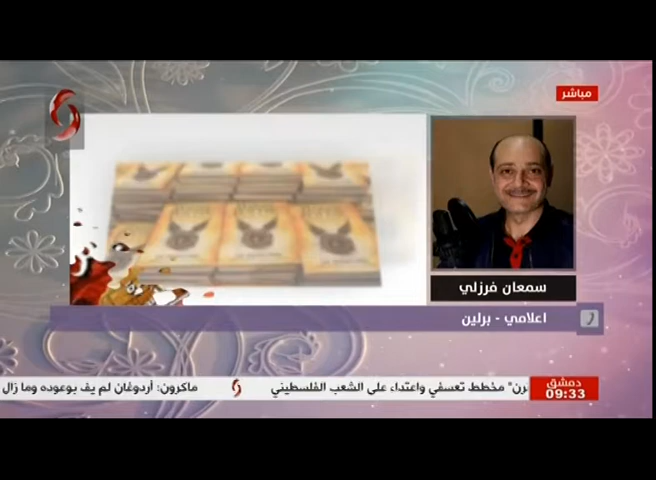 مباشر
سمعان فرزلي
اعلامي - برلين
دمشق
09:33
رن" مخطط تعسفي واعتداء على الشعب الفلسطيني
ماكرون: أردوغان لم يف بوعوده وما زال